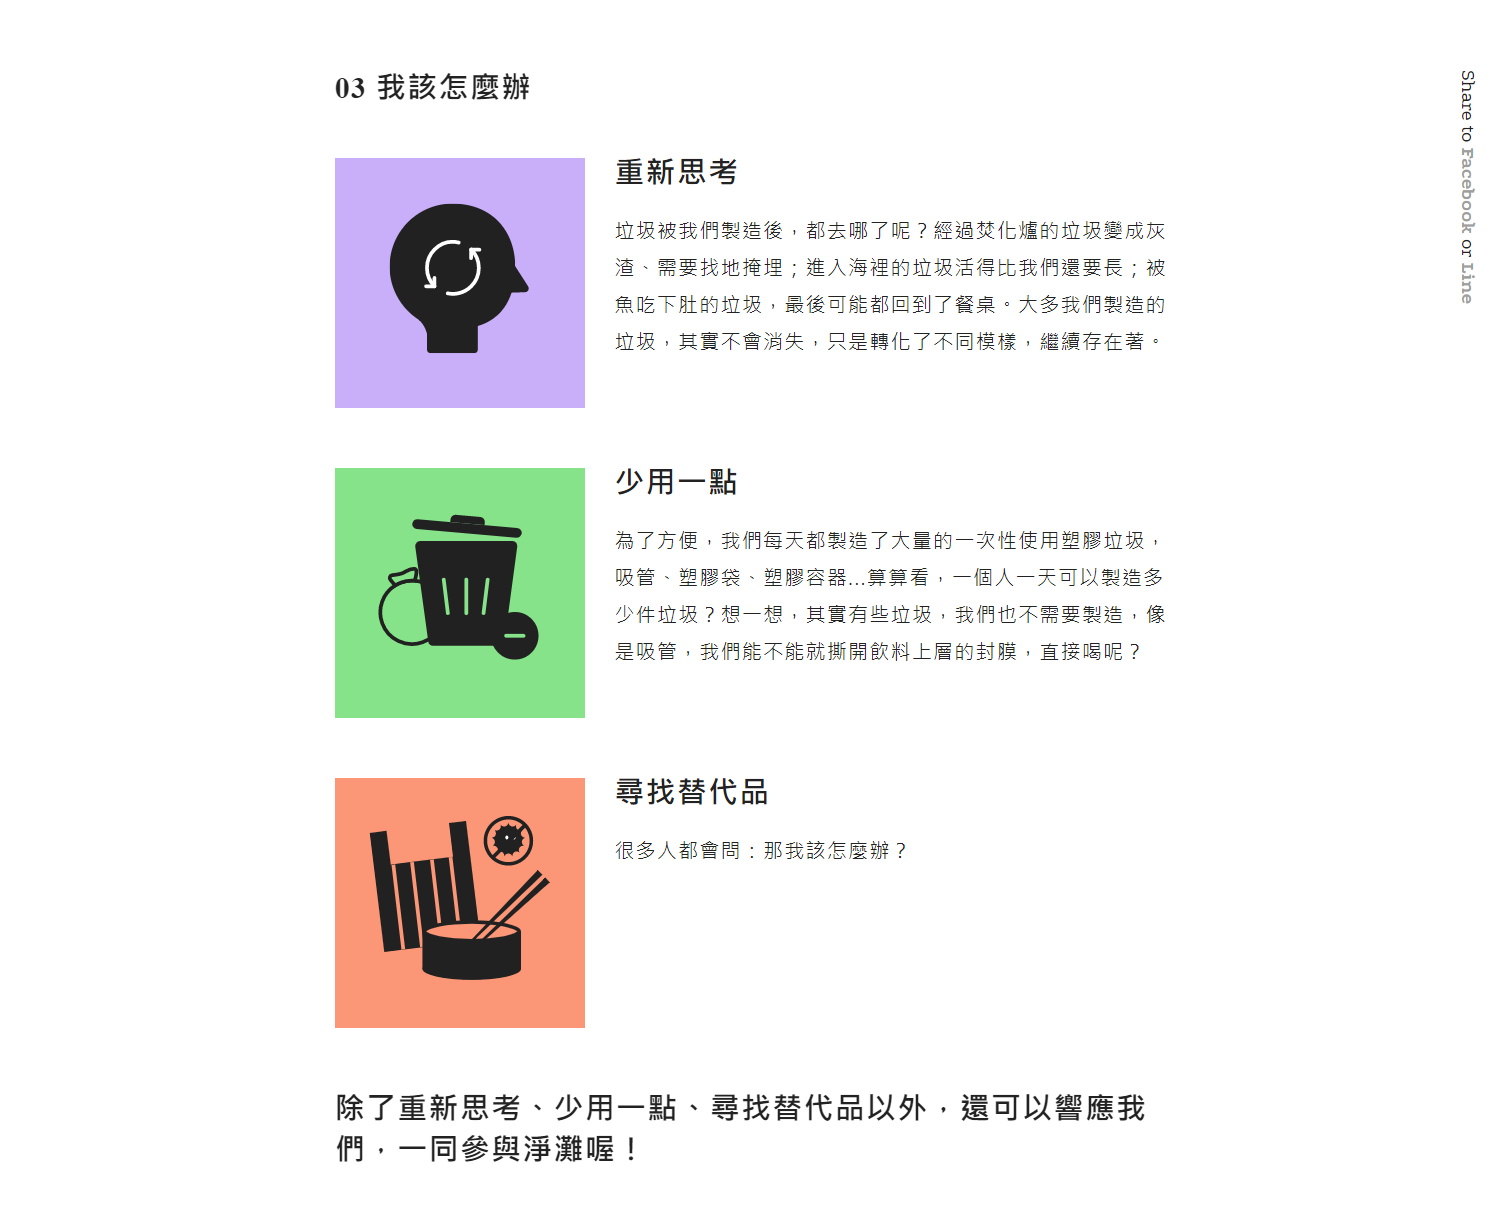 03 我該怎麼辦
重新思考
垃圾被我們製造後，都去哪了呢？經過焚化爐的垃圾變成灰
渣、需要找地掩埋；進入海裡的垃圾活得比我們還要長；被
魚吃下肚的垃圾，最後可能都回到了餐桌。大多我們製造的
垃圾，其實不會消失，只是轉化了不同模樣，繼續存在著。
少用一點
為了方便，我們每天都製造了大量的一次性使用塑膠垃圾，
吸管、塑膠袋、塑膠容器...算算看，一個人一天可以製造多
少件垃圾？想一想，其實有些垃圾，我們也不需要製造，像
是吸管，我們能不能就撕開飲料上層的封膜，直接喝呢？
尋找替代品
很多人都會問：那我該怎麼辦？
除了重新思考、少用一點、尋找替代品以外，還可以響應我
們，一同參與淨灘喔！
Share to Facebook or Line